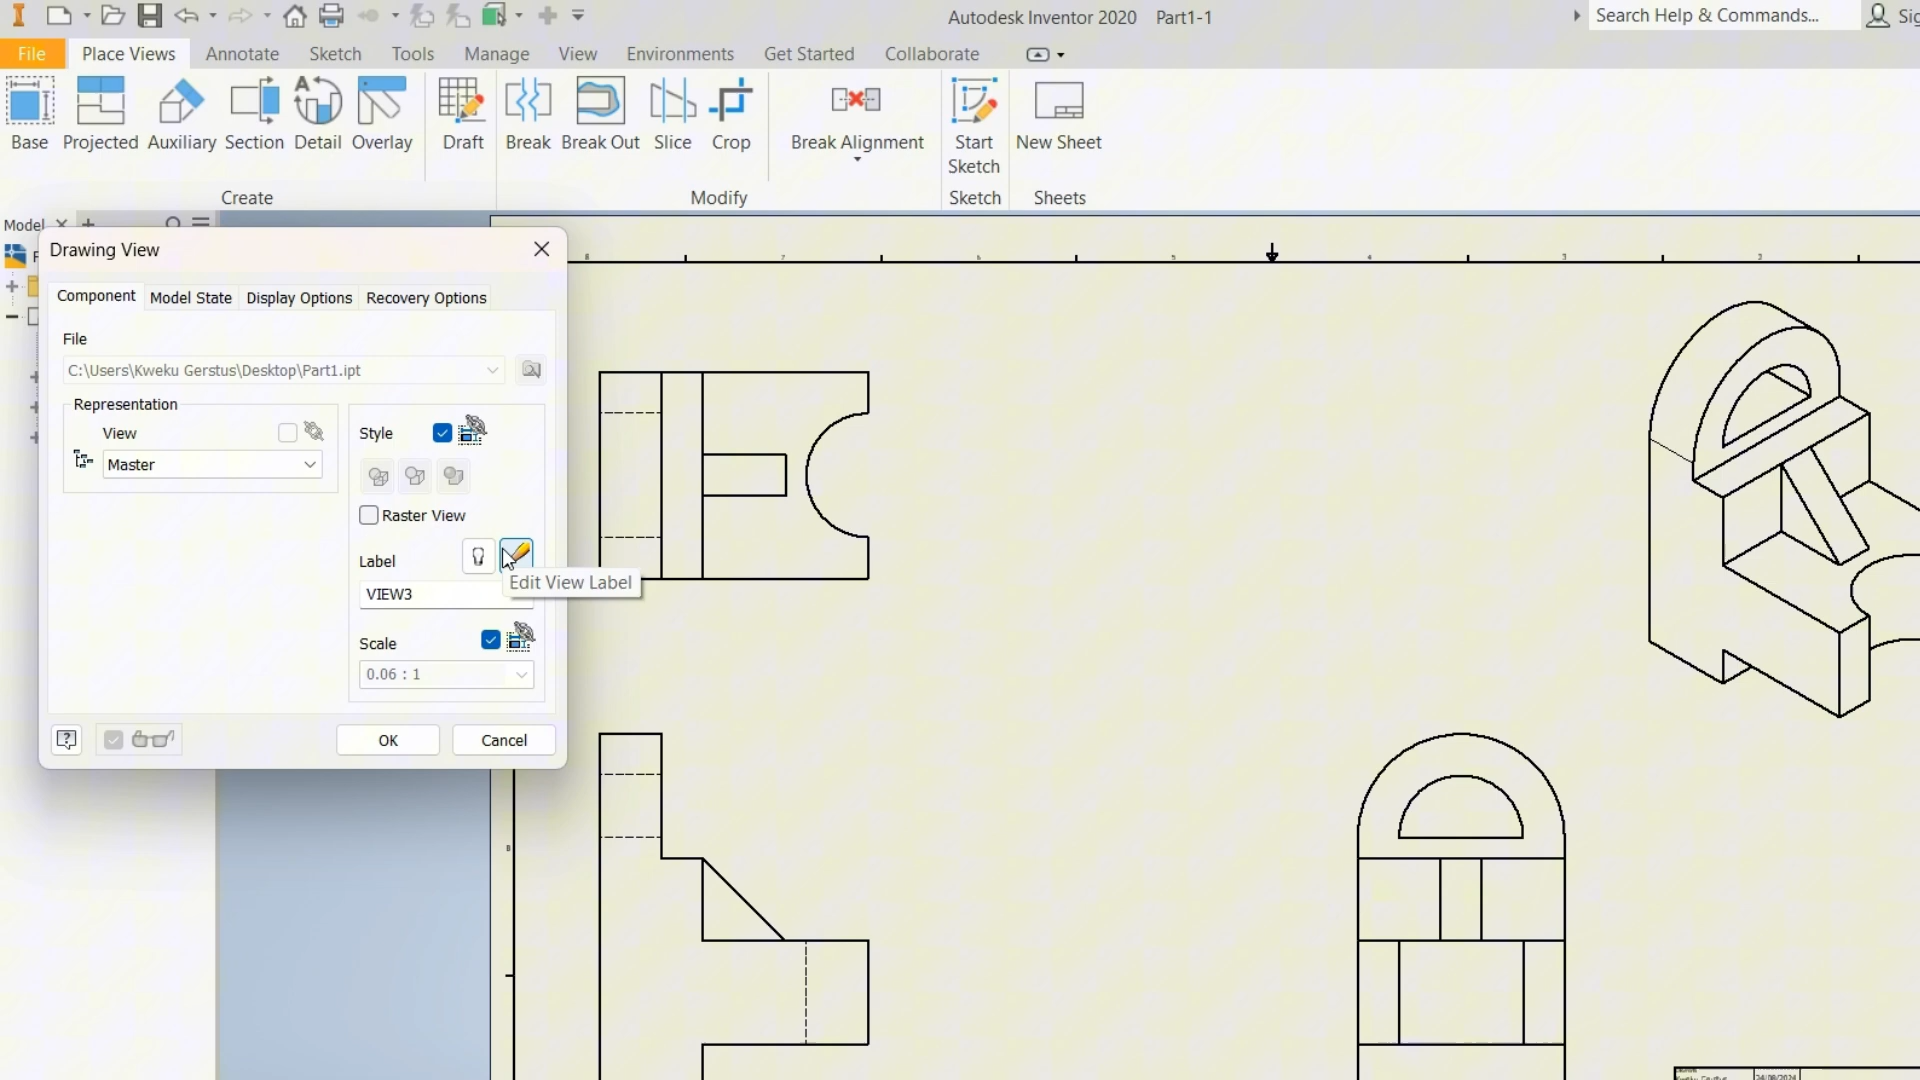 Autodesk Inventor 2020 Part1-1
Search Help & Commands...
File Place Views Annotate Sketch Tools Manage View Environments Get Started Collaborate
Base Projected Auxiliary Section Detail Overlay Draft Break Break Out Slice Crop Break Alignment Start Sketch New Sheet
Create Modify Sketch Sheets
Model
Drawing View
Component Model State Display Options Recovery Options
File
C:\Users\Kweku Gerstus\Desktop\Part1.ipt
Representation
View
Master
Style
Raster View
Label
Edit View Label
VIEW3
Scale
0.06 : 1
OK Cancel
24/08/2024